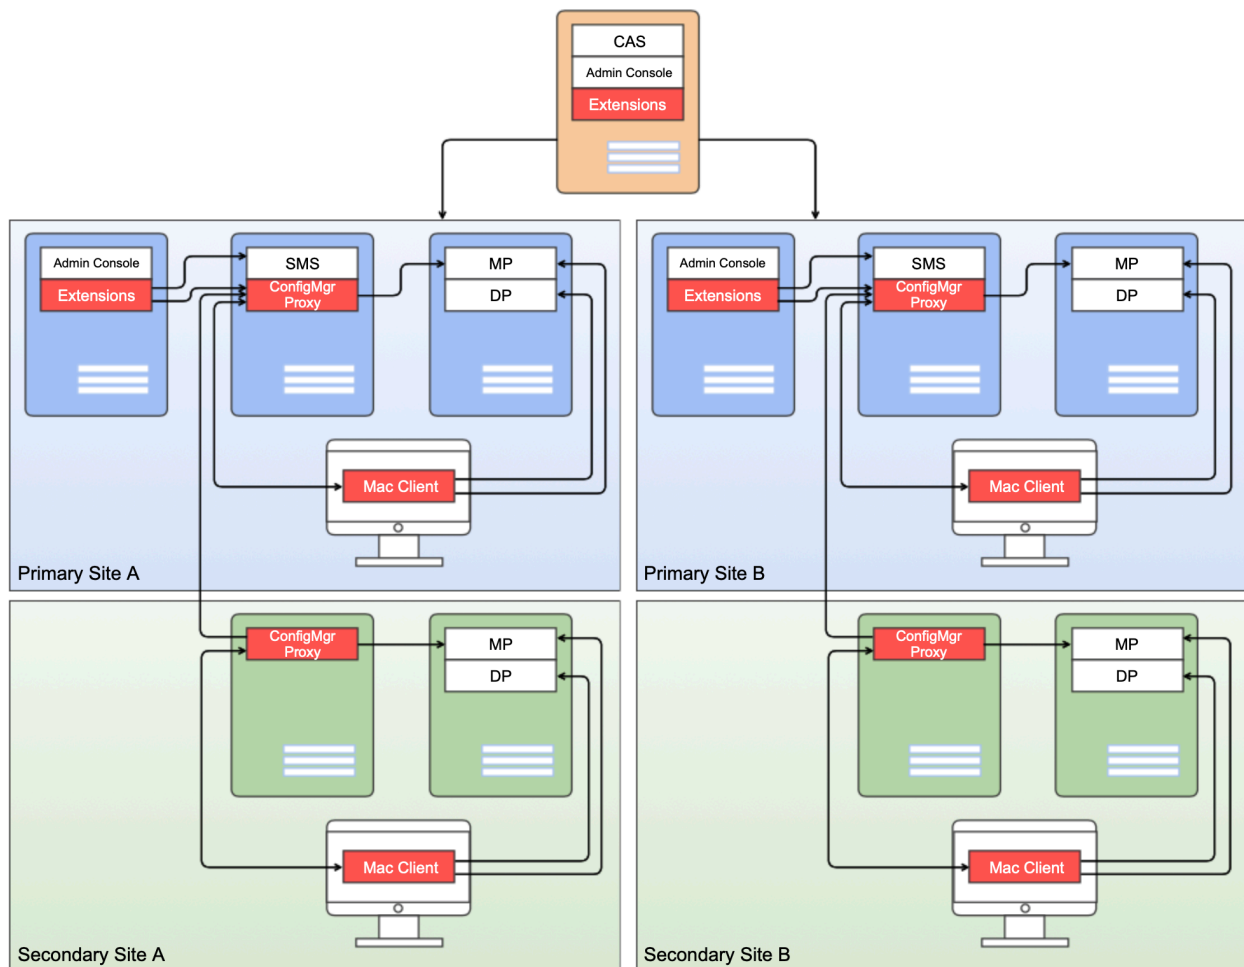 CAS
Admin Console
Extensions
Admin Console
Extensions
SMS
ConfigMgr
Proxy
MP
DP
Mac Client
Primary Site A
Admin Console
Extensions
SMS
ConfigMgr
Proxy
MP
DP
Mac Client
Primary Site B
ConfigMgr
Proxy
MP
DP
Mac Client
Secondary Site A
ConfigMgr
Proxy
MP
DP
Mac Client
Secondary Site B